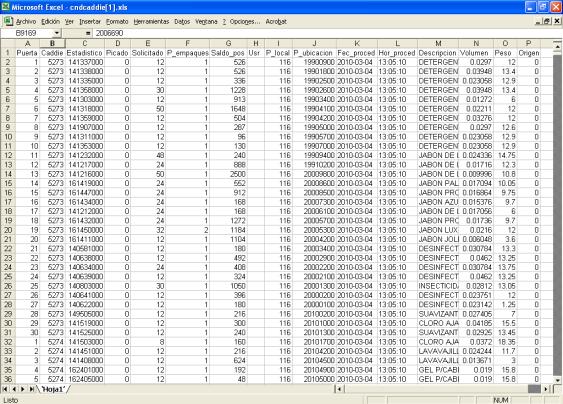 Microsoft Excel - cndcaddie[1].xls
Archivo Edición Ver Insertar Formato Herramientas Datos Ventana ? Opcion̲es... Acrobat
B9169 = 2006690
A B C D E F G H I J K L M N O P
1 Puerta Caddie Estadistico Picado Solicitado P_empaques Saldo_pos Usr P_local P_ubicacion Fec_proced Hor_proced Descripcion Volumen Peso Origen
2 1 5273 141337000 0 12 1 526 116 19900900 2010-03-04 13:05:10 DETERGEN 0.0297 12 0
3 2 5273 141338000 0 12 1 526 116 19901800 2010-03-04 13:05:10 DETERGEN 0.03948 13.4 0
4 3 5273 141335000 0 12 1 336 116 19902600 2010-03-04 13:05:10 DETERGEN 0.023058 12.9 0
5 4 5273 141358000 0 30 1 1228 116 19902500 2010-03-04 13:05:10 DETERGEN 0.03948 13.4 0
6 5 5273 141303000 0 12 1 913 116 19903400 2010-03-04 13:05:10 DETERGEN 0.01272 6 0
7 6 5273 141318000 0 50 1 1648 116 19904100 2010-03-04 13:05:10 DETERGEN 0.02211 12 0
8 7 5273 141359000 0 12 1 504 116 19904200 2010-03-04 13:05:10 DETERGEN 0.03276 12 0
9 8 5273 141907000 0 12 1 287 116 19905000 2010-03-04 13:05:10 DETERGEN 0.0297 12.6 0
10 9 5273 141311000 0 12 1 96 116 19905700 2010-03-04 13:05:10 DETERGEN 0.023058 12.9 0
11 10 5273 141353000 0 12 1 130 116 19907000 2010-03-04 13:05:10 DETERGEN 0.023058 12.9 0
12 11 5273 141232000 0 48 1 240 116 19909400 2010-03-04 13:05:10 JABON DE L 0.024336 14.75 0
13 12 5273 141217000 0 24 1 888 116 19910200 2010-03-04 13:05:10 JABON DE L 0.01716 12.3 0
14 13 5273 141216000 0 50 1 2500 116 20009800 2010-03-04 13:05:10 JABON DE L 0.009996 10.8 0
15 14 5273 161419000 0 24 1 552 116 20008600 2010-03-04 13:05:10 JABON PAL 0.017094 10.05 0
16 15 5273 161447000 0 24 1 912 116 20008500 2010-03-04 13:05:10 JABON PRO 0.016864 9.75 0
17 16 5273 161434000 0 24 1 168 116 20007300 2010-03-04 13:05:10 JABON AZU 0.015376 9.7 0
18 17 5273 141212000 0 24 1 168 116 20006100 2010-03-04 13:05:10 JABON DE L 0.017056 6 0
19 18 5273 161432000 0 24 1 1272 116 20005700 2010-03-04 13:05:10 JABON PRO 0.01736 9.7 0
20 19 5273 161450000 0 32 2 1184 116 20005300 2010-03-04 13:05:10 JABON LUX 0.0216 12 0
21 20 5273 161411000 0 12 1 1104 116 20004200 2010-03-04 13:05:10 JABON JOLI 0.006048 3.6 0
22 21 5273 140581000 0 12 1 180 116 20003400 2010-03-04 13:05:10 DESINFECT 0.030784 13.3 0
23 22 5273 140638000 0 12 1 492 116 20002900 2010-03-04 13:05:10 DESINFECT 0.0462 13.25 0
24 23 5273 140634000 0 24 1 408 116 20002200 2010-03-04 13:05:10 DESINFECT 0.030784 13.75 0
25 24 5273 140639000 0 12 1 324 116 20002100 2010-03-04 13:05:10 DESINFECT 0.0462 13.25 0
26 25 5273 140803000 0 30 1 1050 116 20001300 2010-03-04 13:05:10 INSECTICID 0.02812 13.05 0
27 26 5273 140641000 0 12 1 396 116 20000200 2010-03-04 13:05:10 DESINFECT 0.023751 12 0
28 27 5273 140622000 0 12 1 180 116 20000100 2010-03-04 13:05:10 DESINFECT 0.023142 1.25 0
29 28 5273 149505000 0 12 1 216 116 20100200 2010-03-04 13:05:10 SUAVIZANT 0.027405 7 0
30 29 5273 141519000 0 12 1 300 116 20101000 2010-03-04 13:05:10 CLORO AJA 0.04185 15.5 0
31 30 5273 141525000 0 12 1 240 116 20101300 2010-03-04 13:05:10 SUAVIZANT 0.02925 13.45 0
32 1 5274 141503000 0 8 1 160 116 20101700 2010-03-04 13:05:10 CLORO AJA 0.0372 18.35 0
33 2 5274 141451000 0 12 1 216 116 20104200 2010-03-04 13:05:10 LAVAVAJILL 0.024244 11.7 0
34 3 5274 141408000 0 12 1 624 116 20104500 2010-03-04 13:05:10 LAVAVAJILL 0.013671 3 0
35 4 5274 162401000 0 12 1 192 116 20104900 2010-03-04 13:05:10 GEL P/CABI 0.019 15.8 0
36 5 5274 162405000 0 12 1 48 116 20105000 2010-03-04 13:05:10 GEL P/CABI 0.019 15.8 0
Hoja1
Listo NUM